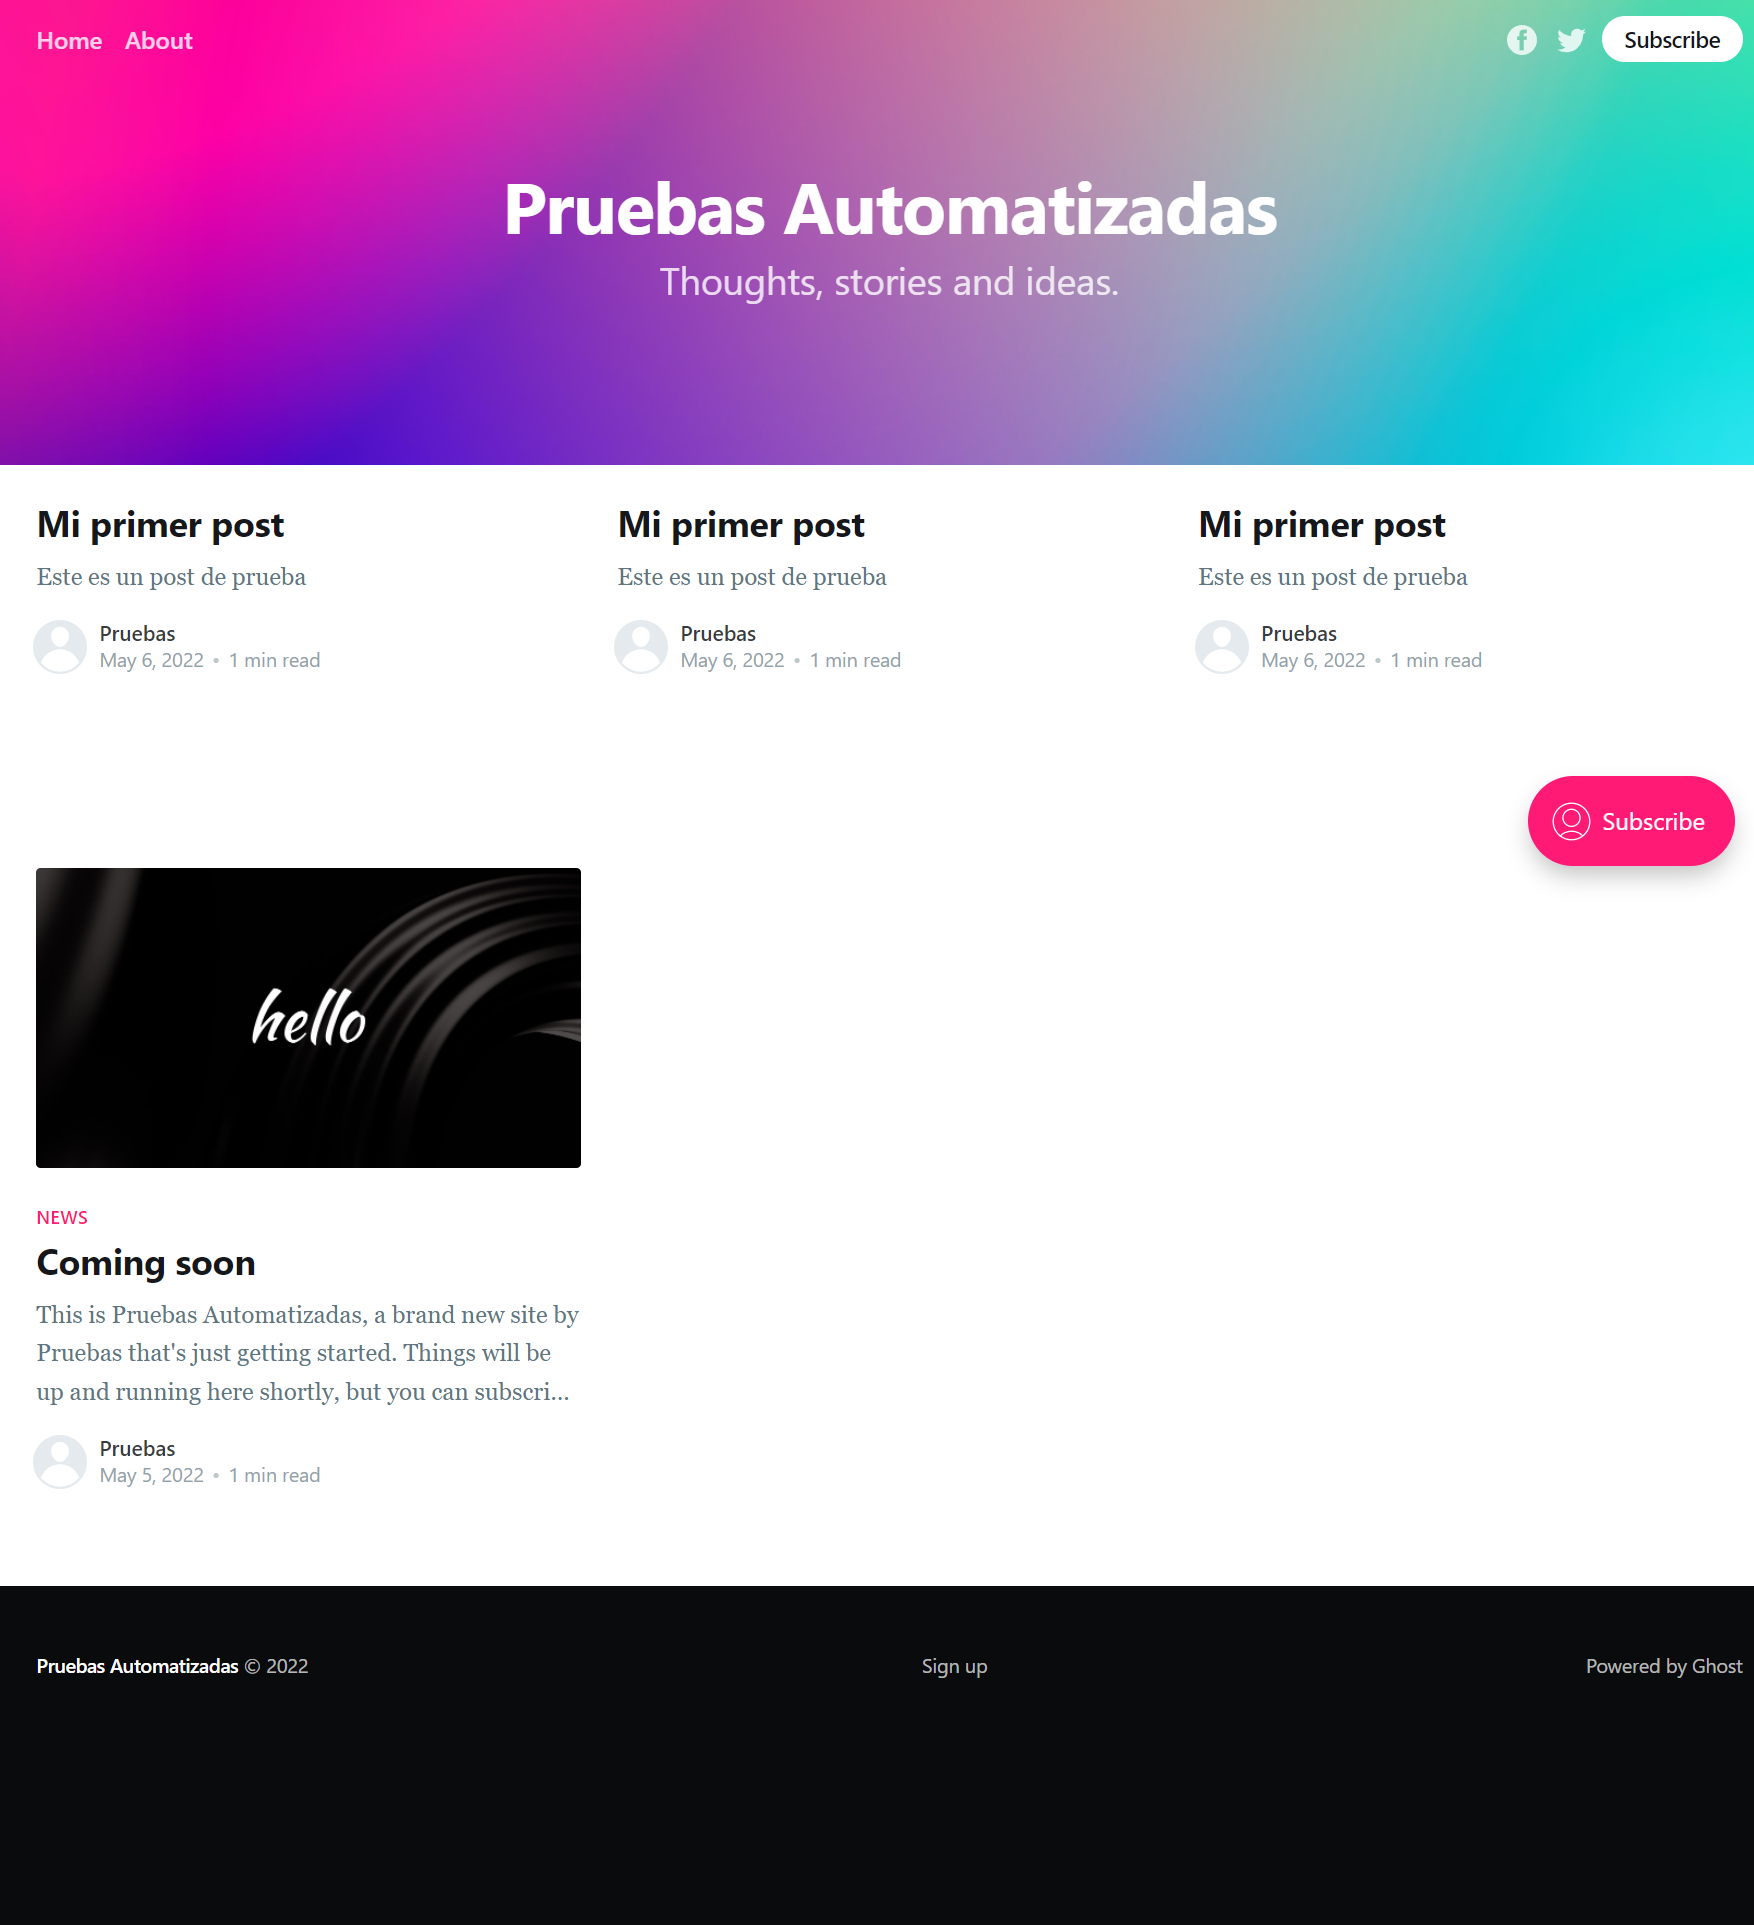 Home About
Subscribe
Pruebas Automatizadas
Thoughts, stories and ideas.
Mi primer post
Este es un post de prueba
Pruebas
May 6, 2022 • 1 min read
Mi primer post
Este es un post de prueba
Pruebas
May 6, 2022 • 1 min read
Mi primer post
Este es un post de prueba
Pruebas
May 6, 2022 • 1 min read
Subscribe
hello
NEWS
Coming soon
This is Pruebas Automatizadas, a brand new site by
Pruebas that's just getting started. Things will be
up and running here shortly, but you can subscri...
Pruebas
May 5, 2022 • 1 min read
Pruebas Automatizadas © 2022
Sign up
Powered by Ghost